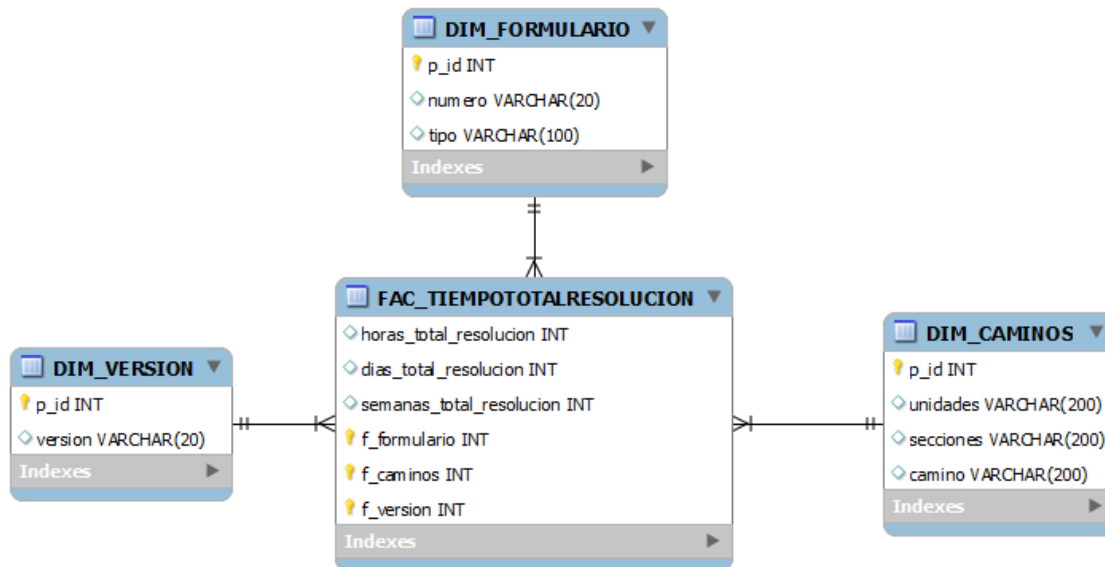 DIM_FORMULARIO
p_id INT
numero VARCHAR(20)
tipo VARCHAR(100)
Indexes
FAC_TIEMPOTOTALRESOLUCION
horas_total_resolucion INT
dias_total_resolucion INT
semanas_total_resolucion INT
f_formulario INT
f_caminos INT
f_version INT
Indexes
DIM_VERSION
p_id INT
version VARCHAR(20)
Indexes
DIM_CAMINOS
p_id INT
unidades VARCHAR(200)
secciones VARCHAR(200)
camino VARCHAR(200)
Indexes